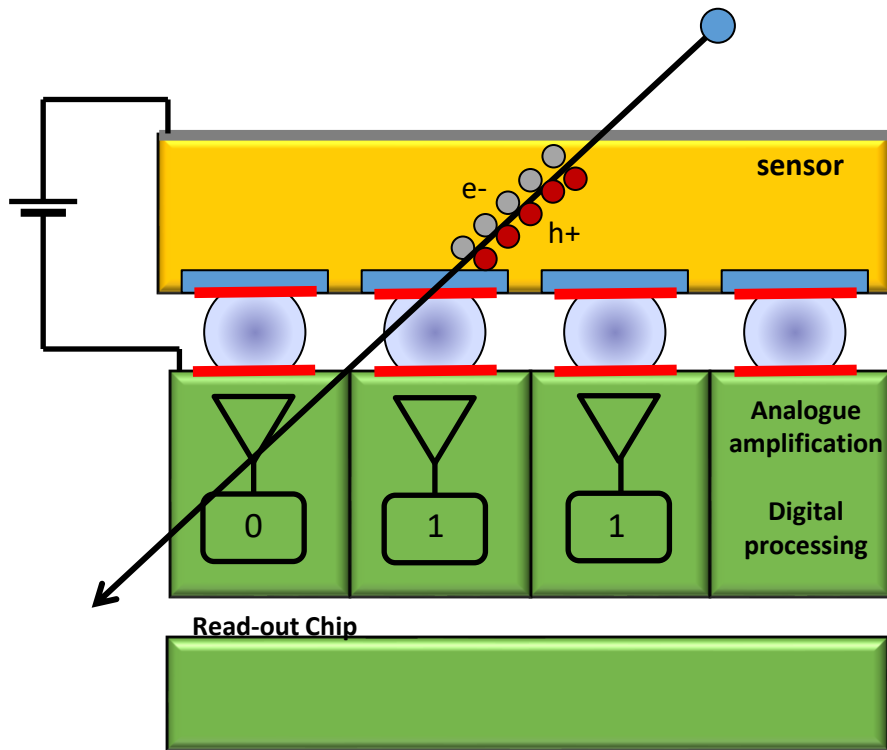 sensor
e-
h+
Analogue
amplification
0
1
1
Digital
processing
Read-out Chip